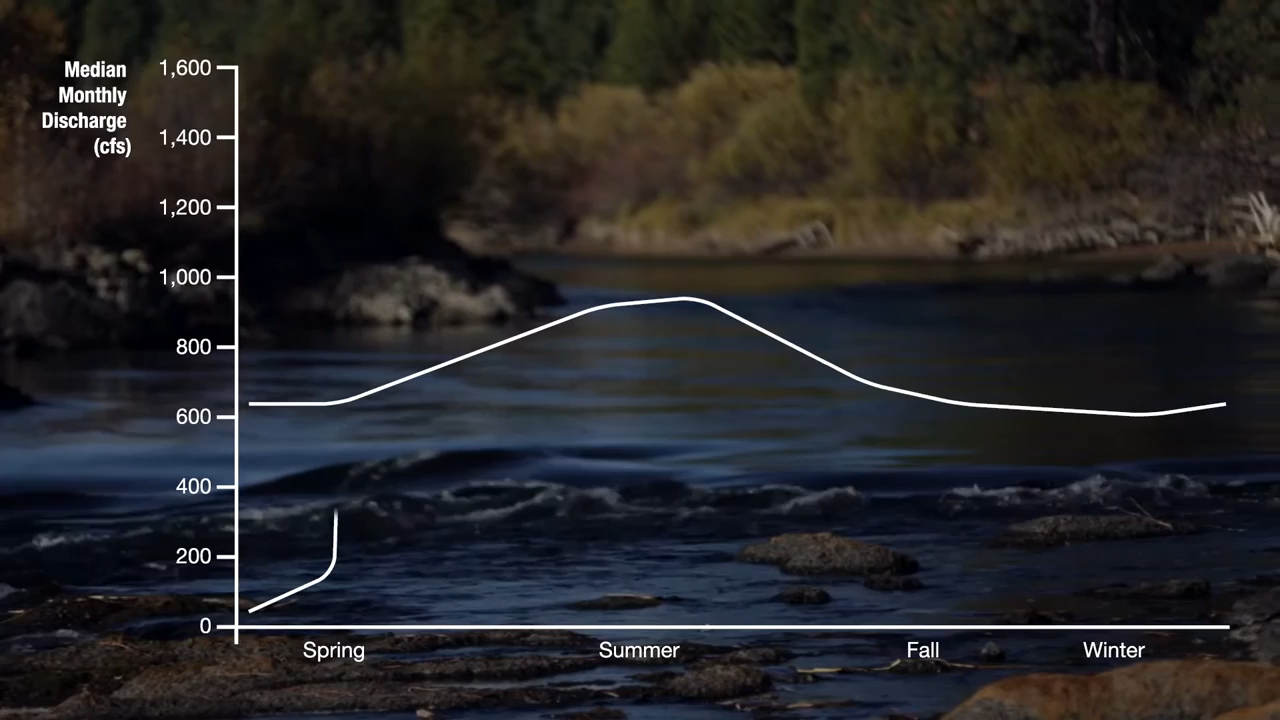 Median
Monthly
Discharge
(cfs)
1,600
1,400
1,200
1,000
800
600
400
200
0
Spring Summer Fall Winter